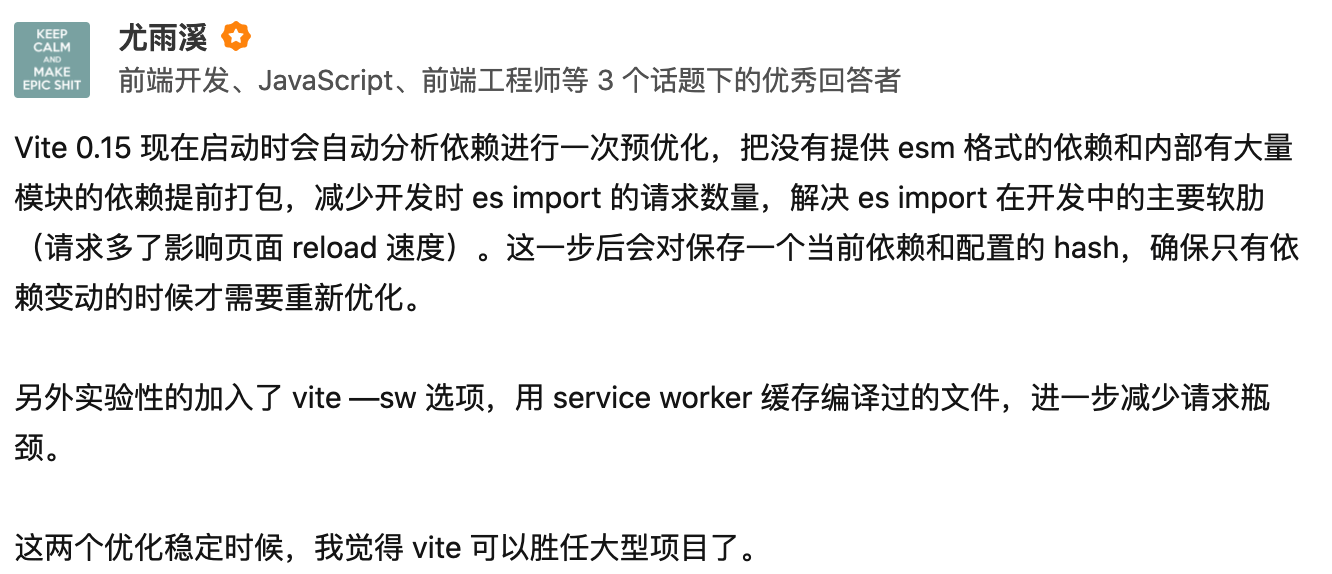 KEEP
CALM
AND
MAKE
EPIC SHIT
尤雨溪
前端开发、JavaScript、前端工程师等 3 个话题下的优秀回答者
Vite 0.15 现在启动时会自动分析依赖进行一次预优化，把没有提供 esm 格式的依赖和内部有大量
模块的依赖提前打包，减少开发时 es import 的请求数量，解决 es import 在开发中的主要软肋
（请求多了影响页面 reload 速度）。这一步后会对保存一个当前依赖和配置的 hash，确保只有依
赖变动的时候才需要重新优化。
另外实验性的加入了 vite —sw 选项，用 service worker 缓存编译过的文件，进一步减少请求瓶
颈。
这两个优化稳定时候，我觉得 vite 可以胜任大型项目了。